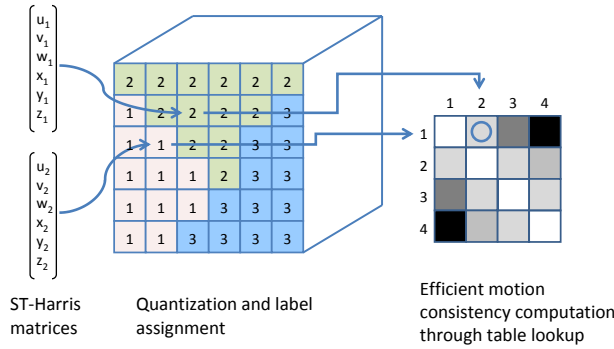 u1
v1
w1
x1
y1
z1
u2
v2
w2
x2
y2
z2
2 2 2 2 2 2
1 2 2 2 2 3
1 1 2 2 3 3
1 1 1 2 3 3
1 1 1 3 3 3
1 1 3 3 3 3
1 2 3 4
1
2
3
4
ST-Harris
matrices
Quantization and label
assignment
Efficient motion
consistency computation
through table lookup